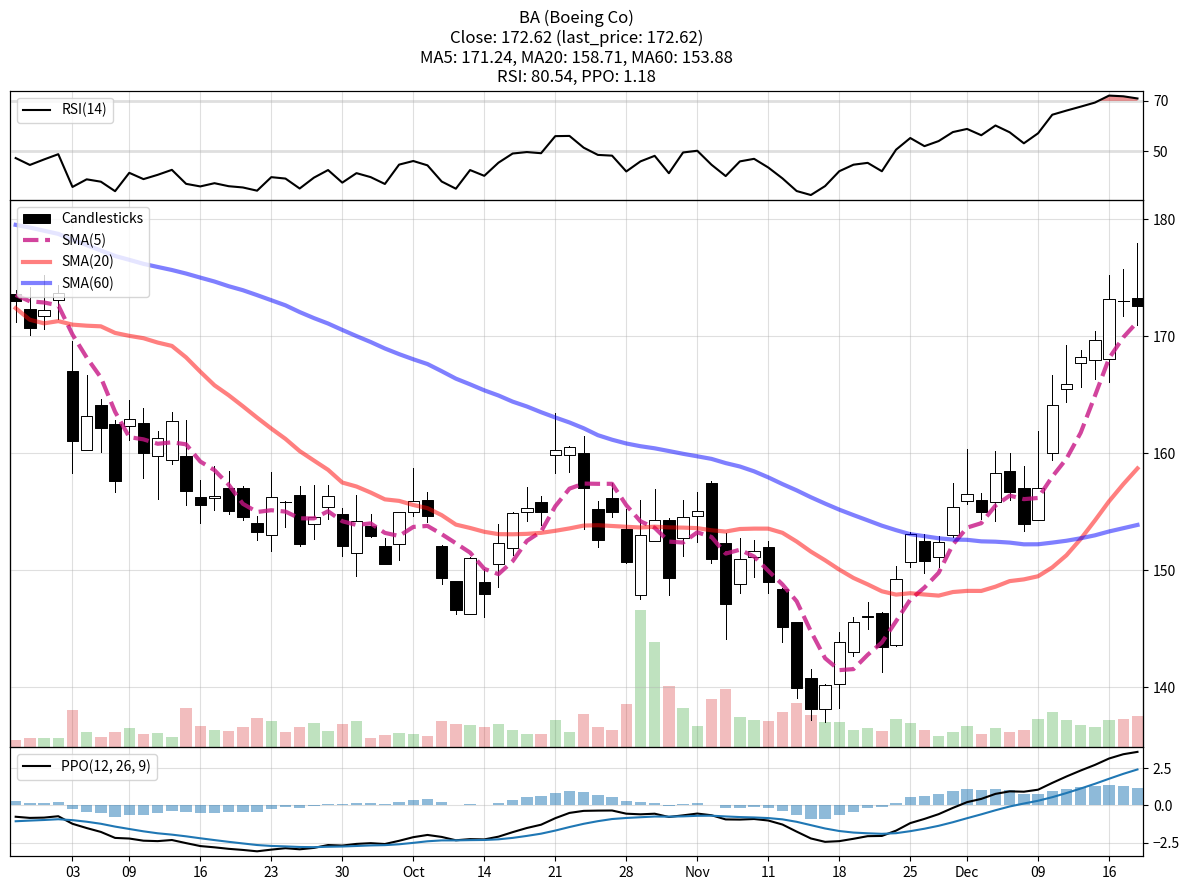 BA (Boeing Co)
Close: 172.62 (last_price: 172.62)
MA5: 171.24, MA20: 158.71, MA60: 153.88
RSI: 80.54, PPO: 1.18
RSI(14)
70
50
Candlesticks
SMA(5)
SMA(20)
SMA(60)
180
170
160
150
140
PPO(12, 26, 9)
2.5
0.0
−2.5
03 09 16 23 30 Oct 14 21 28 Nov 11 18 25 Dec 09 16